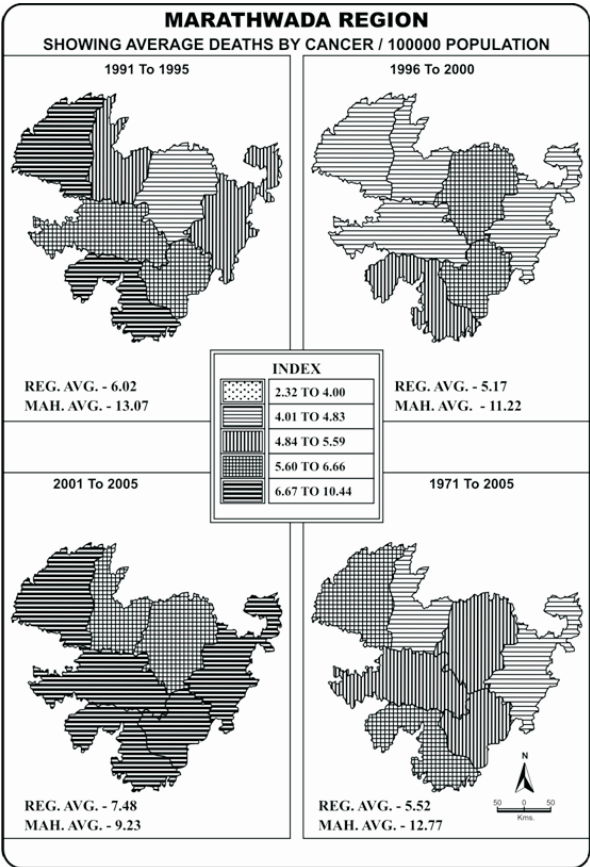 MARATHWADA REGION
SHOWING AVERAGE DEATHS BY CANCER / 100000 POPULATION
1991 To 1995
1996 To 2000
REG. AVG. - 6.02
MAH. AVG. - 13.07
REG. AVG. - 5.17
MAH. AVG. - 11.22
INDEX
2.32 TO 4.00
4.01 TO 4.83
4.84 TO 5.59
5.60 TO 6.66
6.67 TO 10.44
2001 To 2005
1971 To 2005
REG. AVG. - 7.48
MAH. AVG. - 9.23
REG. AVG. - 5.52
MAH. AVG. - 12.77
N
50 0 50
Kms.